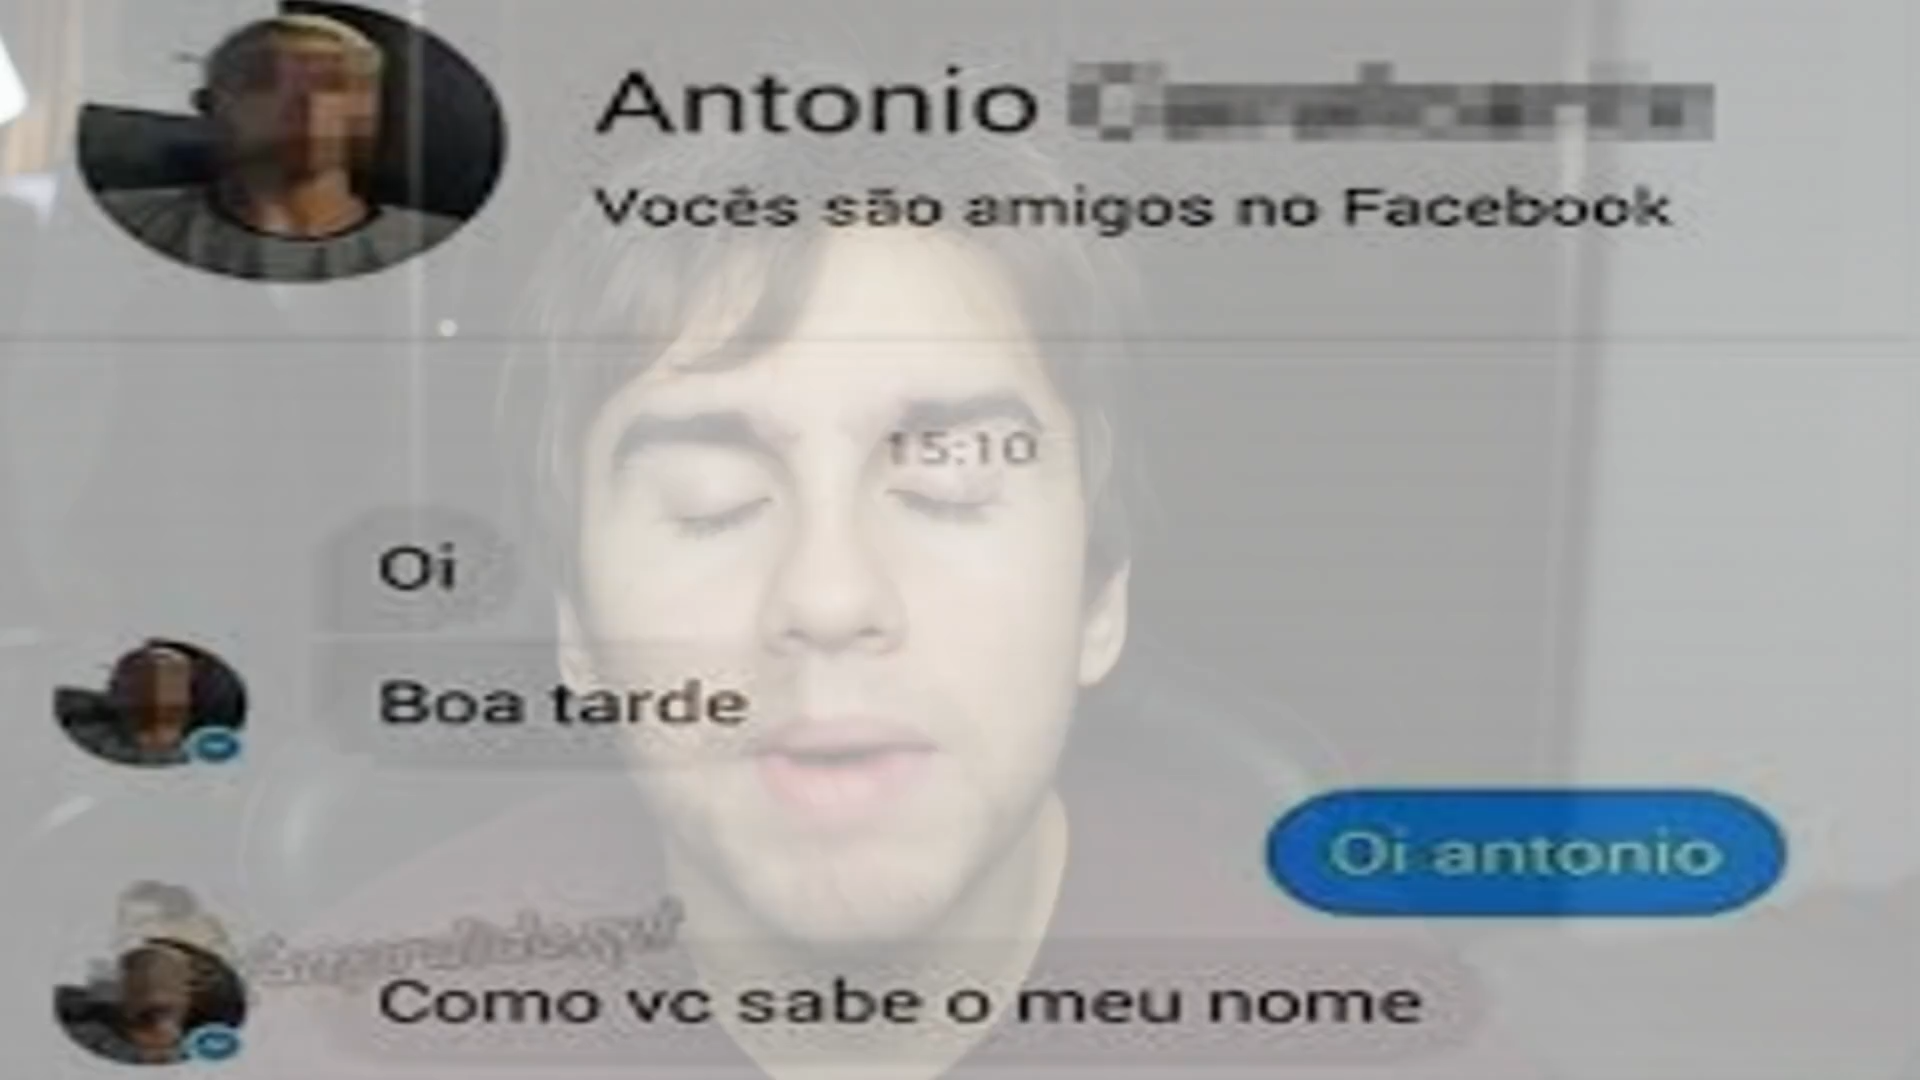 Antonio
Vocês são amigos no Facebook
15:10
Oi
Boa tarde
Oi antonio
Como vc sabe o meu nome